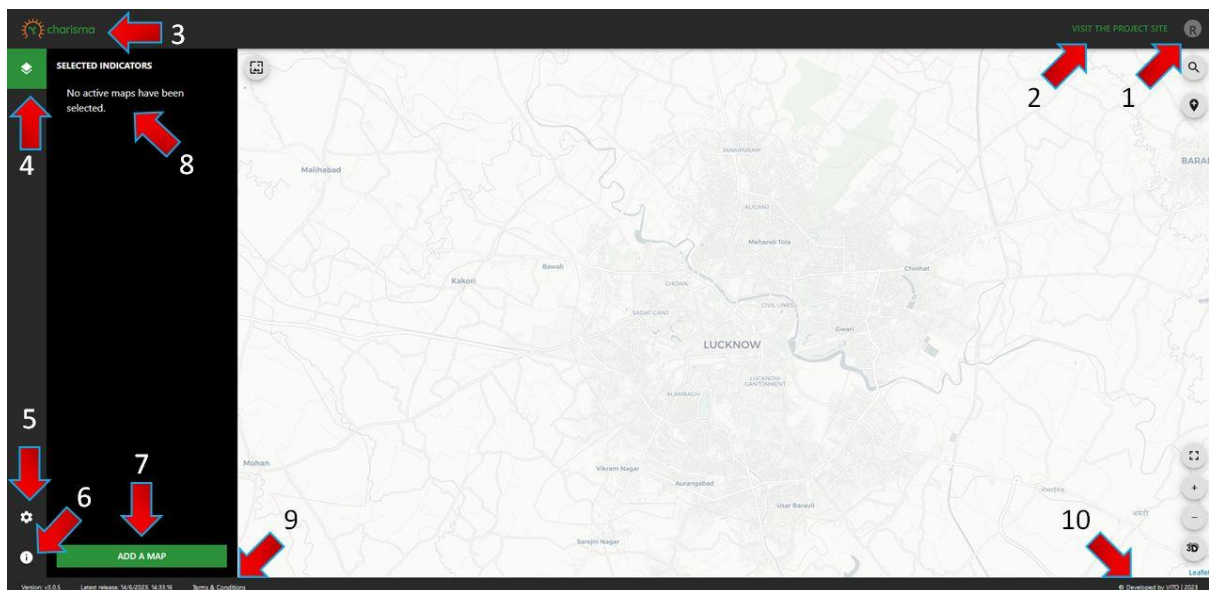 charisma
3
VISIT THE PROJECT SITE
R
2
1
SELECTED INDICATORS
No active maps have been
selected.
4
8
JANKIPURAM
Malihabad
BARA
ALIGANJ
Mehandi Tola
Chinhat
Bawali
Kakori
CHOWK
CIVIL LINES
SADAT GANJ
Gwari
LUCKNOW
LUCKNOW
CANTONMENT
ALAMBAGH
5
Mohan
7
Vikram Nagar
Aurangabad
6
Usar Barauli
+
अमेठी
9
10
−
Sarojni Nagar
3D
ADD A MAP
Leaflet
Version: v3.0.5 Latest release: 14/6/2023, 14:33:16 Terms & Conditions
© Developed by VITO | 2023